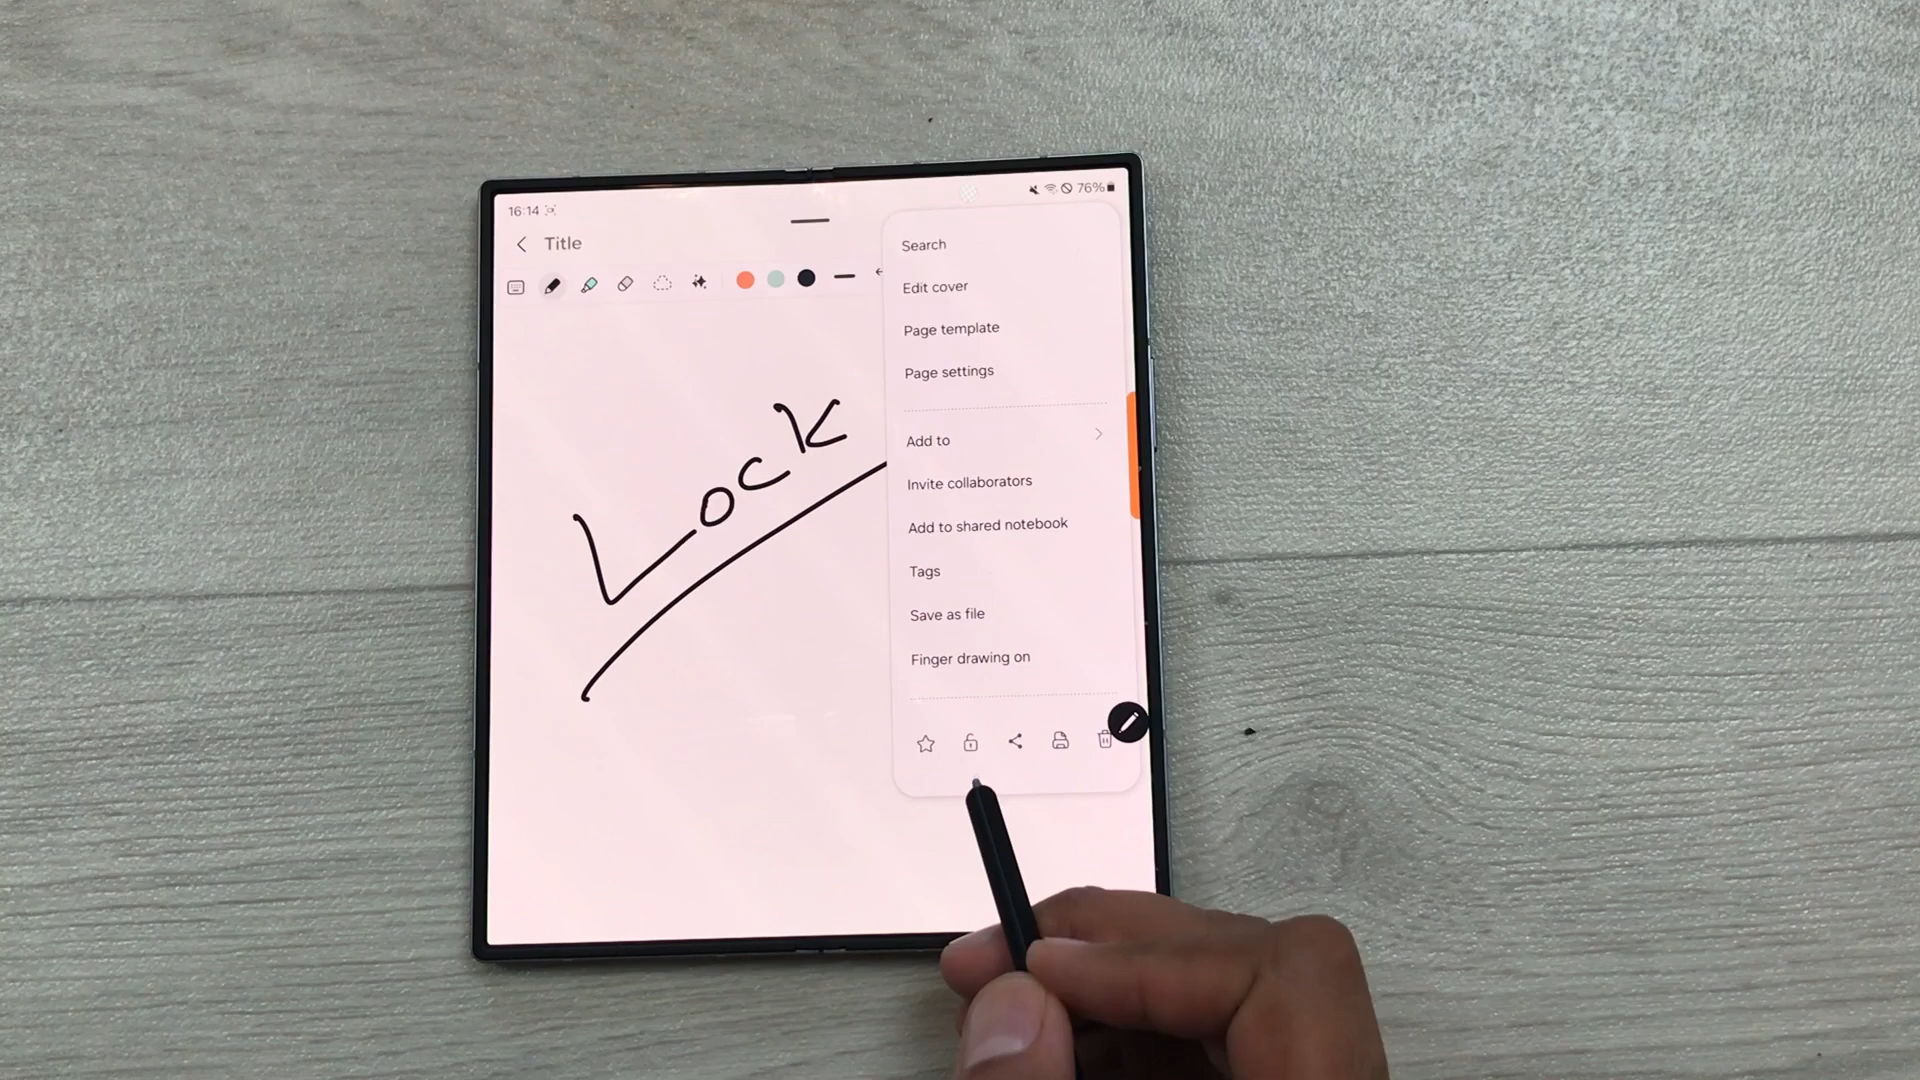 16:14
76%
Title
Search
Edit cover
Page template
Page settings
Lock
Add to
Invite collaborators
Add to shared notebook
Tags
Save as file
Finger drawing on